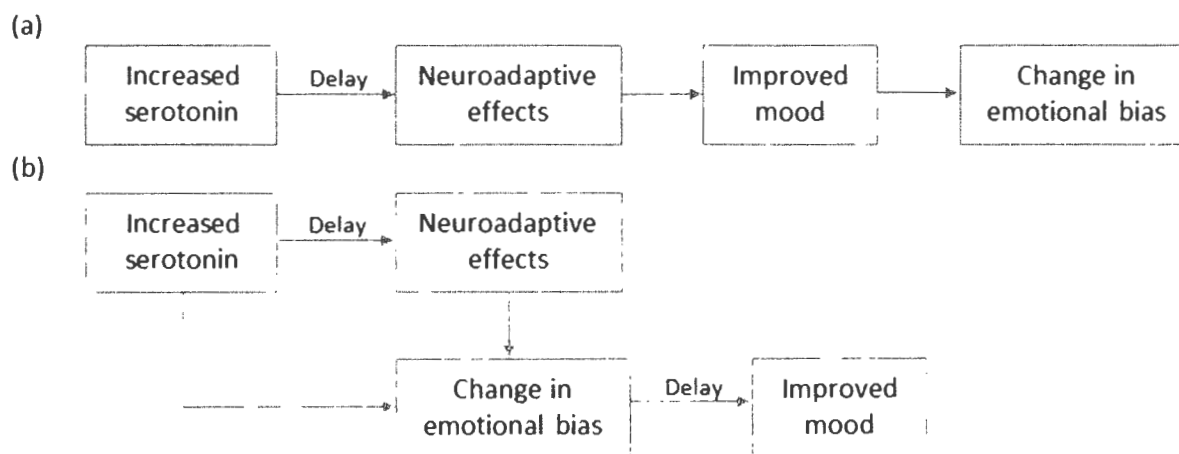 (a)
Increased serotonin
Delay
Neuroadaptive effects
Improved mood
Change in emotional bias
(b)
Increased serotonin
Delay
Neuroadaptive effects
Change in emotional bias
Delay
Improved mood